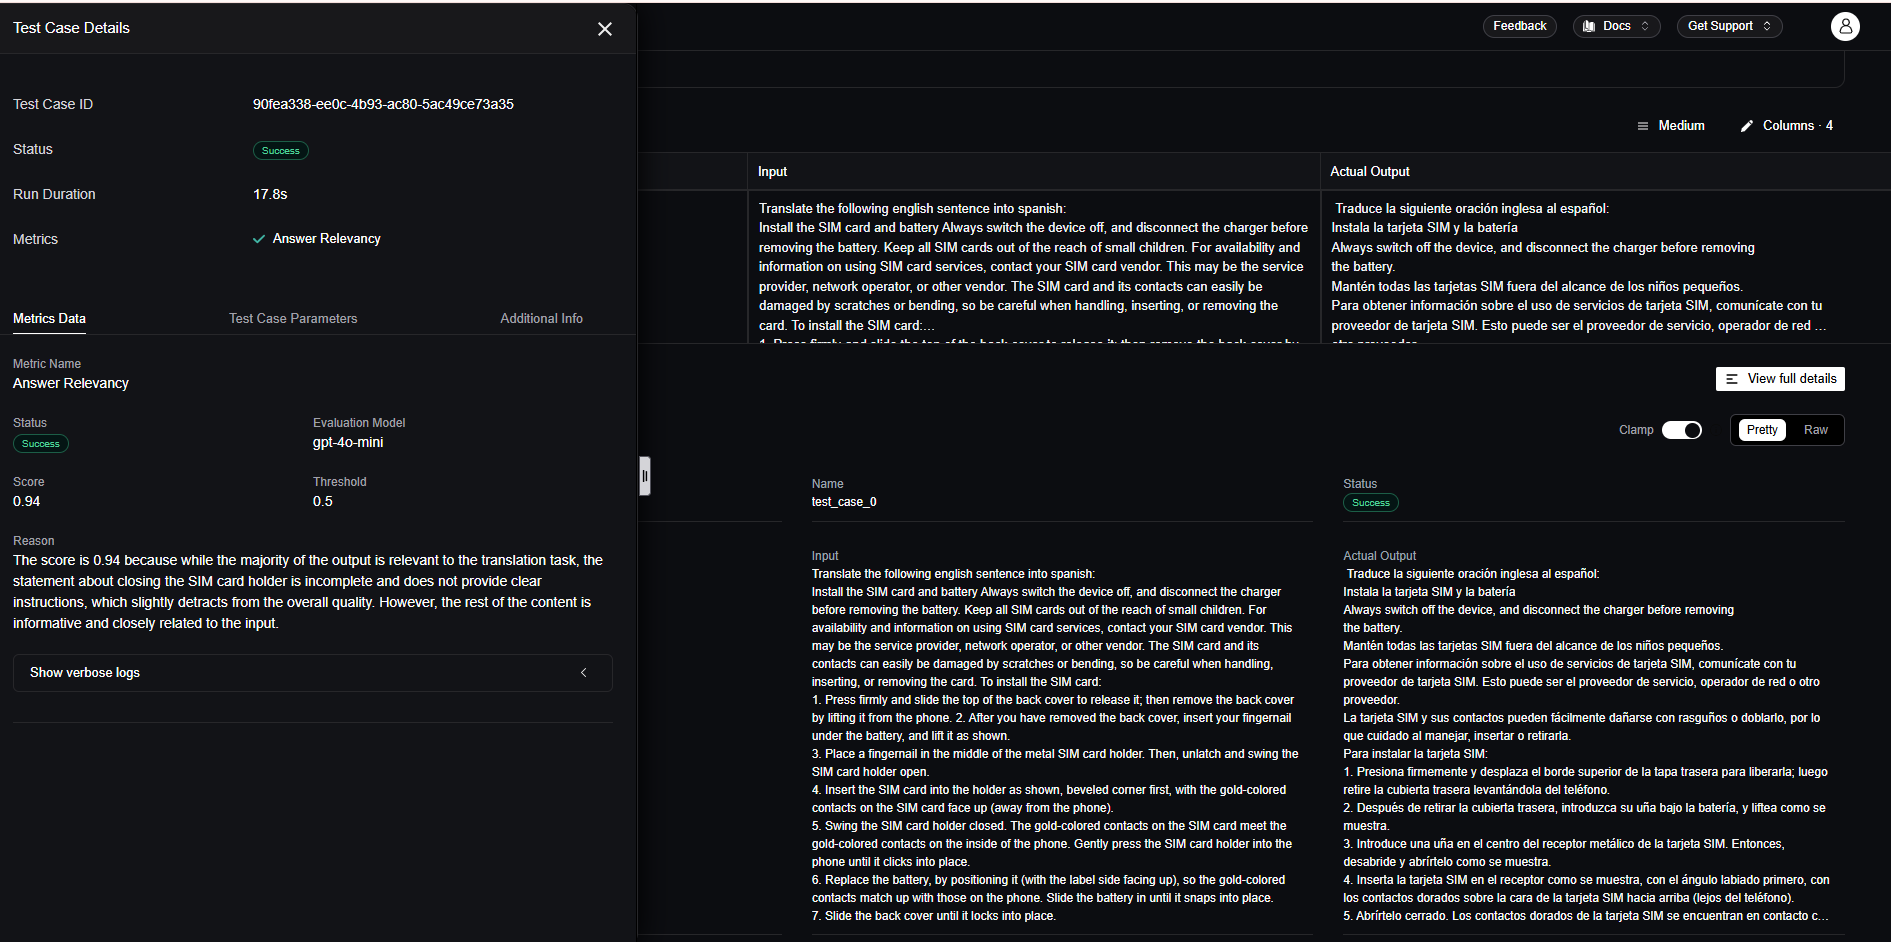 Test Case Details
Feedback
Docs
Get Support
Test Case ID
90fea338-ee0c-4b93-ac80-5ac49ce73a35
Status
Success
Run Duration
17.8s
Metrics
Answer Relevancy
Metrics Data
Test Case Parameters
Additional Info
Metric Name
Answer Relevancy
Status
Success
Evaluation Model
gpt-4o-mini
Score
0.94
Threshold
0.5
Reason
The score is 0.94 because while the majority of the output is relevant to the translation task, the
statement about closing the SIM card holder is incomplete and does not provide clear
instructions, which slightly detracts from the overall quality. However, the rest of the content is
informative and closely related to the input.
Show verbose logs
Medium
Columns · 4
Input
Translate the following english sentence into spanish:
Install the SIM card and battery Always switch the device off, and disconnect the charger before
removing the battery. Keep all SIM cards out of the reach of small children. For availability and
information on using SIM card services, contact your SIM card vendor. This may be the service
provider, network operator, or other vendor. The SIM card and its contacts can easily be
damaged by scratches or bending, so be careful when handling, inserting, or removing the
card. To install the SIM card:...
1. Press firmly and slide the top of the back cover to release it; then remove the back cover by
Actual Output
Traduce la siguiente oración inglesa al español:
Instala la tarjeta SIM y la batería
Always switch off the device, and disconnect the charger before removing
the battery.
Mantén todas las tarjetas SIM fuera del alcance de los niños pequeños.
Para obtener información sobre el uso de servicios de tarjeta SIM, comunícate con tu
proveedor de tarjeta SIM. Esto puede ser el proveedor de servicio, operador de red ...
otro proveedor.
View full details
Clamp
Pretty
Raw
Name
test_case_0
Status
Success
Input
Translate the following english sentence into spanish:
Install the SIM card and battery Always switch the device off, and disconnect the charger
before removing the battery. Keep all SIM cards out of the reach of small children. For
availability and information on using SIM card services, contact your SIM card vendor. This
may be the service provider, network operator, or other vendor. The SIM card and its
contacts can easily be damaged by scratches or bending, so be careful when handling,
inserting, or removing the card. To install the SIM card:
1. Press firmly and slide the top of the back cover to release it; then remove the back cover
by lifting it from the phone. 2. After you have removed the back cover, insert your fingernail
under the battery, and lift it as shown.
3. Place a fingernail in the middle of the metal SIM card holder. Then, unlatch and swing the
SIM card holder open.
4. Insert the SIM card into the holder as shown, beveled corner first, with the gold-colored
contacts on the SIM card face up (away from the phone).
5. Swing the SIM card holder closed. The gold-colored contacts on the SIM card meet the
gold-colored contacts on the inside of the phone. Gently press the SIM card holder into the
phone until it clicks into place.
6. Replace the battery, by positioning it (with the label side facing up), so the gold-colored
contacts match up with those on the phone. Slide the battery in until it snaps into place.
7. Slide the back cover until it locks into place.
Actual Output
Traduce la siguiente oración inglesa al español:
Instala la tarjeta SIM y la batería
Always switch off the device, and disconnect the charger before removing
the battery.
Mantén todas las tarjetas SIM fuera del alcance de los niños pequeños.
Para obtener información sobre el uso de servicios de tarjeta SIM, comunícate con tu
proveedor de tarjeta SIM. Esto puede ser el proveedor de servicio, operador de red o otro
proveedor.
La tarjeta SIM y sus contactos pueden fácilmente dañarse con rasguños o doblarlo, por lo
que cuidado al manejar, insertar o retirarla.
Para instalar la tarjeta SIM:
1. Presiona firmemente y desplaza el borde superior de la tapa trasera para liberarla; luego
retire la cubierta trasera levantándola del teléfono.
2. Después de retirar la cubierta trasera, introduzca su uña bajo la batería, y liftea como se
muestra.
3. Introduce una uña en el centro del receptor metálico de la tarjeta SIM. Entonces,
desabride y abrírtelo como se muestra.
4. Inserta la tarjeta SIM en el receptor como se muestra, con el ángulo labiado primero, con
los contactos dorados sobre la cara de la tarjeta SIM hacia arriba (lejos del teléfono).
5. Abrírtelo cerrado. Los contactos dorados de la tarjeta SIM se encuentran en contacto c...